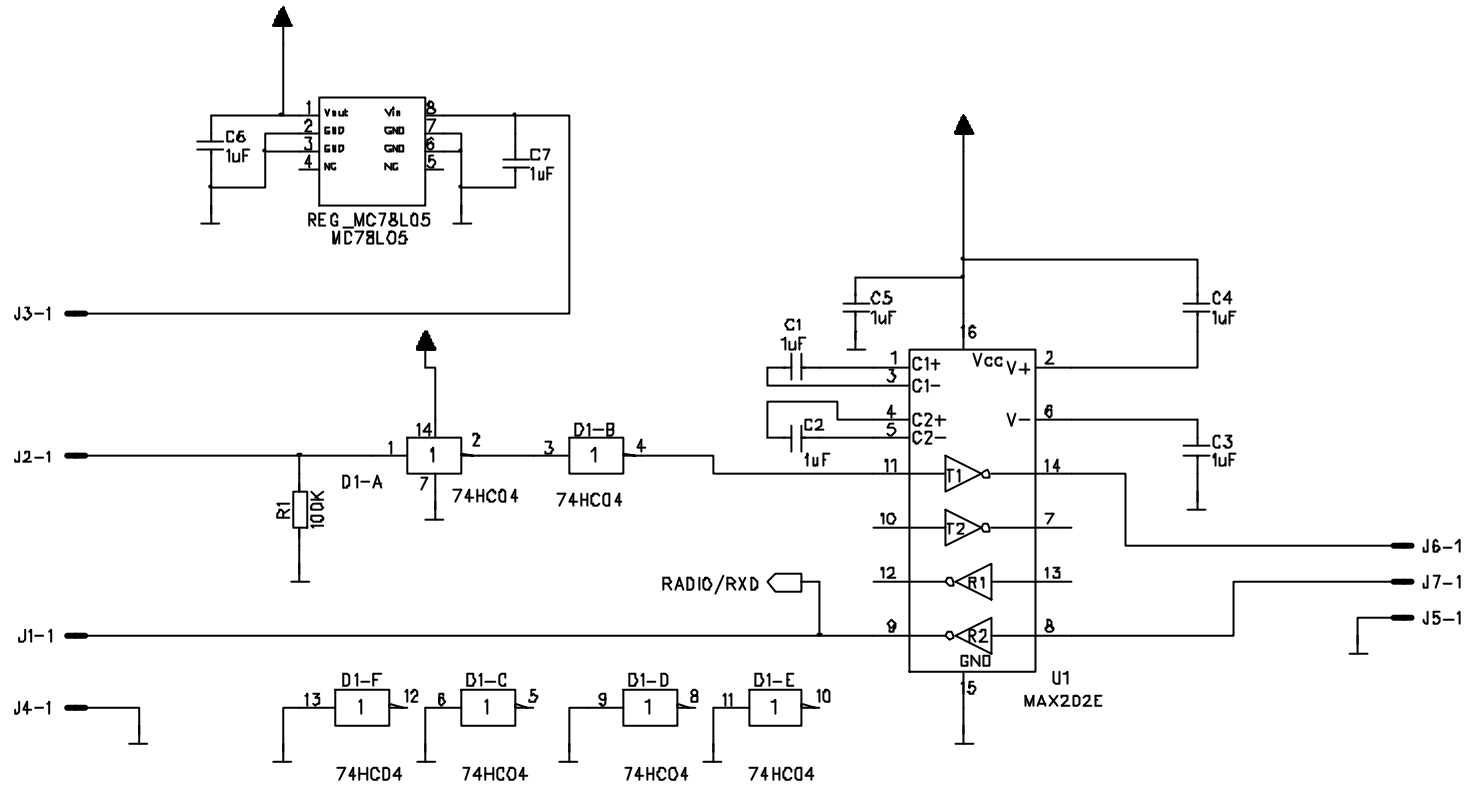 1 Vout Vin 8
2 GND GND 7
3 GND GND 6
4 NC NC 5
C6
1uF
C7
1uF
REG_MC78L05
MC78L05
J3-1
C5
1uF
C4
1uF
C1
1uF
16
1 C1+ Vcc V+ 2
3 C1-
4 C2+ V- 6
5 C2-
C2
1uF
C3
1uF
14
J2-1 1 1 2
D1-B
3 1 4
11 T1 14
7
D1-A
74HC04
74HC04
R1
100K
10 T2 7
J6-1
RADIO/RXD
12 R1 13
J7-1
J5-1
J1-1
9 R2 8
GND
15
U1
MAX202E
J4-1
D1-F
13 1 12
74HC04
D1-C
6 1 5
74HC04
D1-D
9 1 8
74HC04
D1-E
11 1 10
74HC04